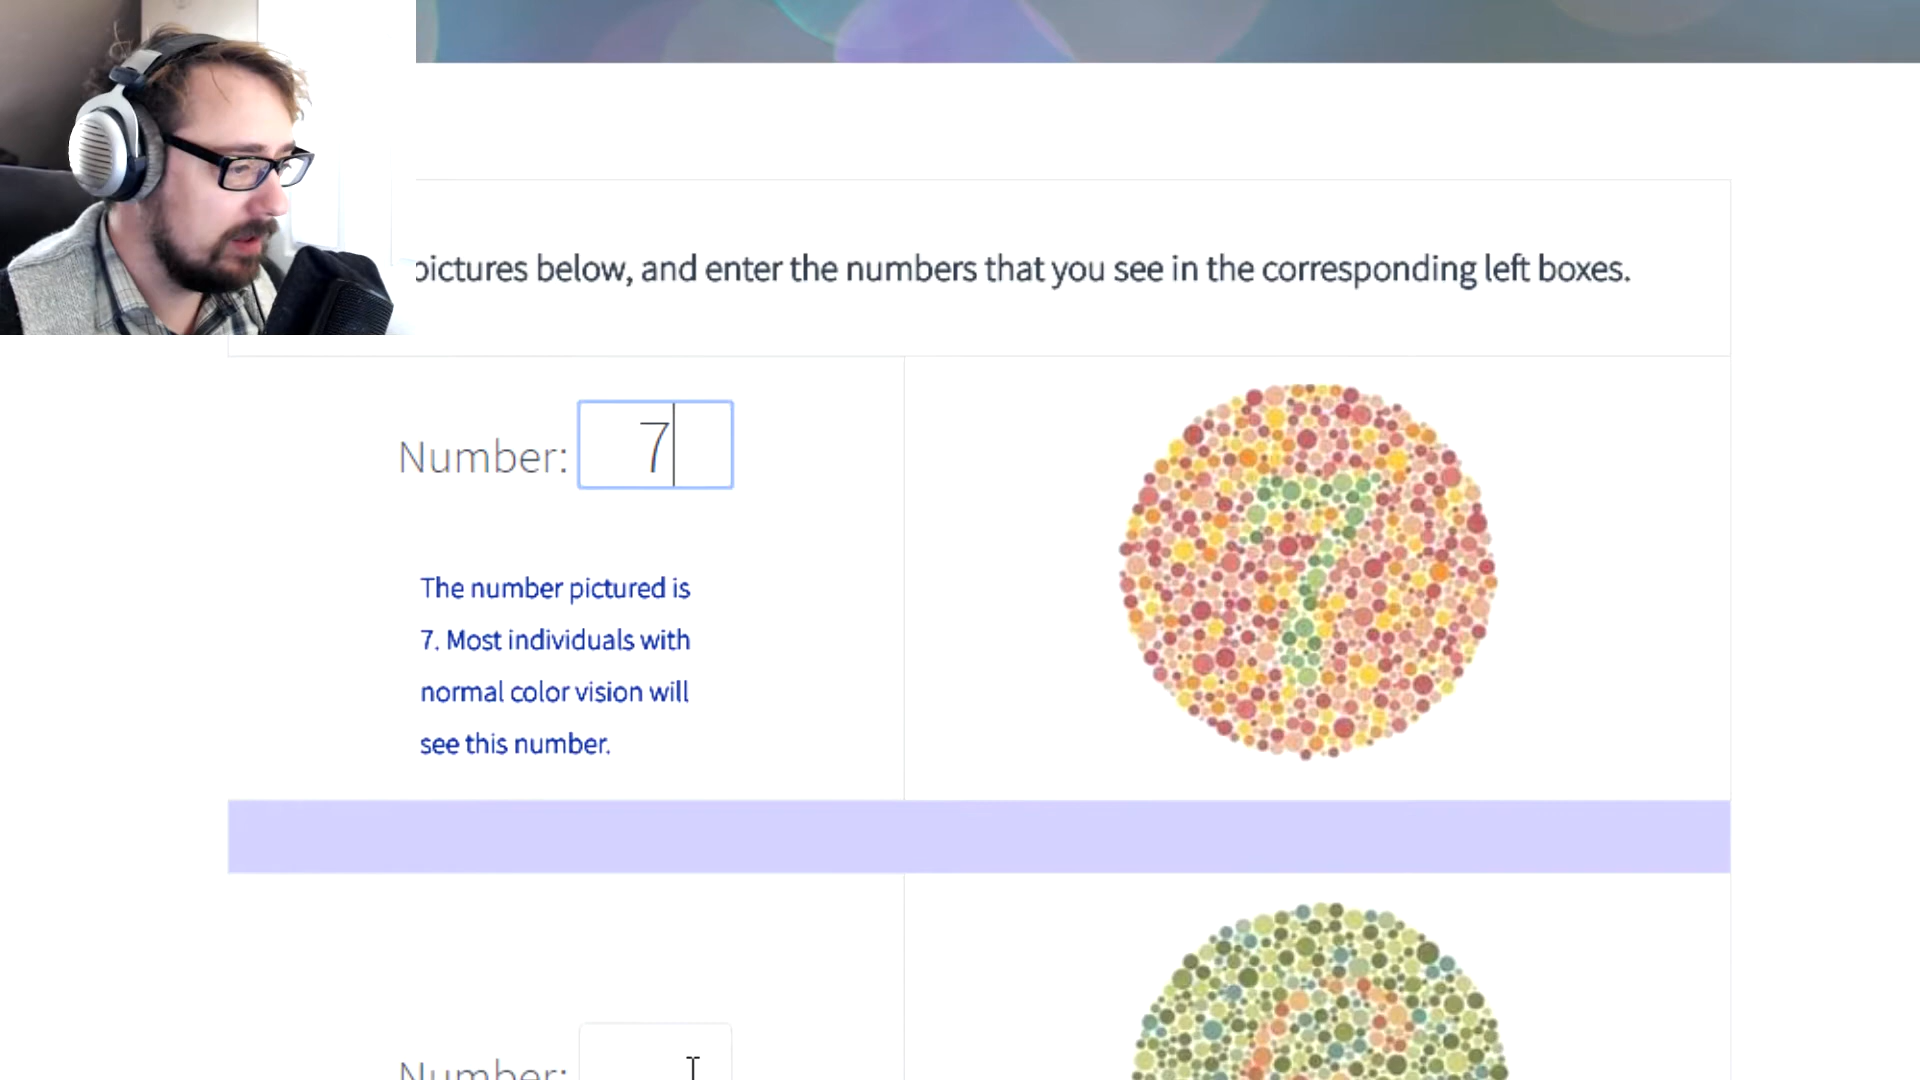 pictures below, and enter the numbers that you see in the corresponding left boxes.
Number: 7
7
The number pictured is
7. Most individuals with
normal color vision will
see this number.
Number: